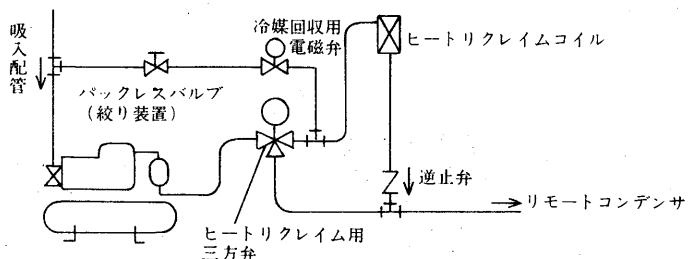 吸入配管
冷媒回収用
電磁弁
ヒートリクレイムコイル
パックレスバルブ
(絞り装置)
逆止弁
リモートコンデンサ
ヒートリクレイム用
三方弁